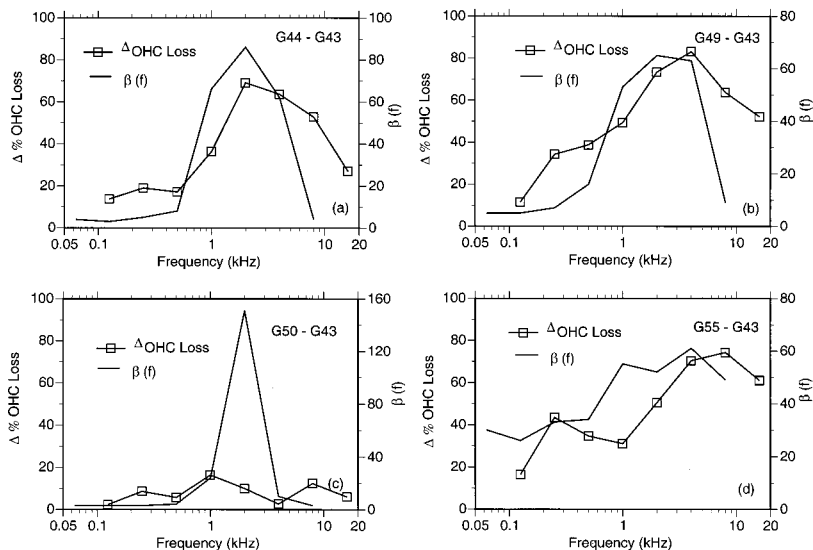 100
100
G44 - G43
80
Δ OHC Loss
80
β (f)
60
60
Δ % OHC Loss
β (f)
40
40
20
20
(a)
0
0
0.05 0.1 1 10 20
Frequency (kHz)
100
80
G49 - G43
80
Δ OHC Loss
60
β (f)
60
Δ % OHC Loss
40
β (f)
40
20
20
(b)
0
0
0.05 0.1 1 10 20
Frequency (kHz)
100
160
G50 - G43
80
Δ OHC Loss
120
β (f)
60
Δ % OHC Loss
80
β (f)
40
40
20
(c)
0
0
0.05 0.1 1 10 20
Frequency (kHz)
100
80
G55 - G43
80
Δ OHC Loss
60
β (f)
60
Δ % OHC Loss
40
β (f)
40
20
20
(d)
0
0
0.05 0.1 1 10 20
Frequency (kHz)